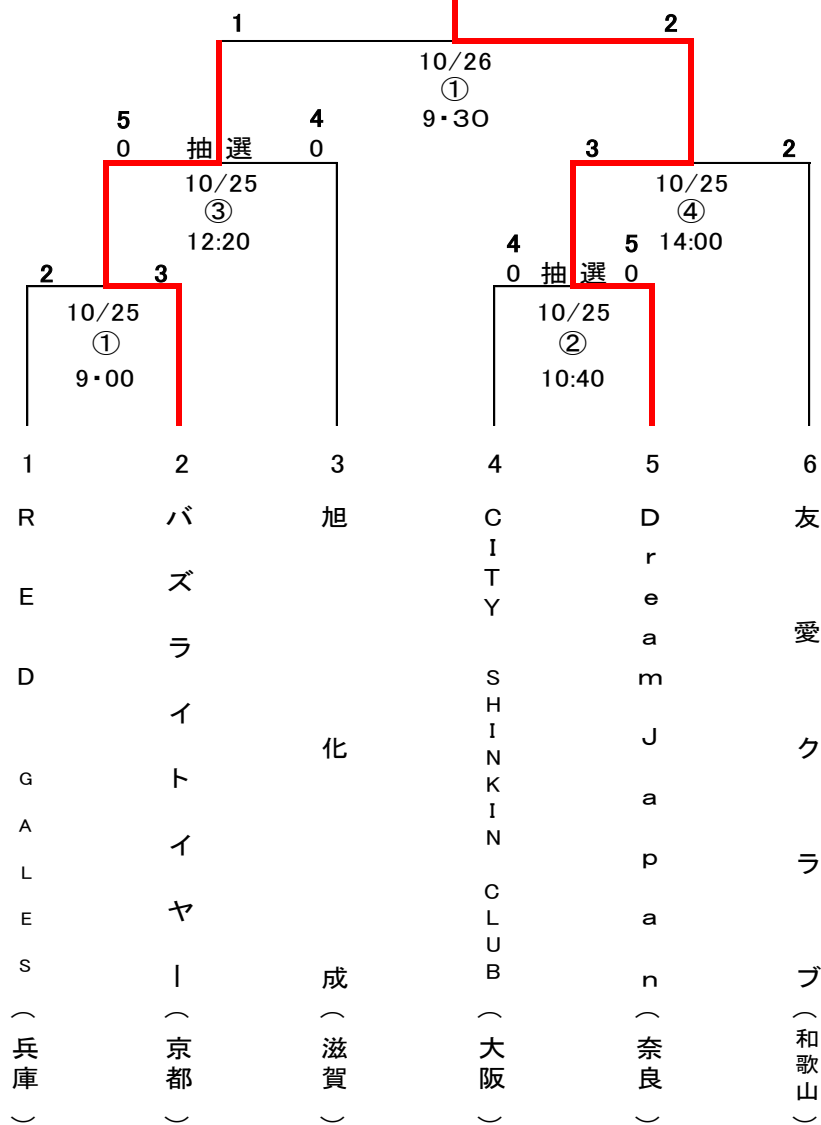 1 2
10/26
①
9・30
5 4
0 抽選 0
3 2
10/25
③
12:20
10/25
④
14:00
4 5
0 抽選 0
2 3
10/25
①
9・00
10/25
②
10:40
1 2 3 4 5 6
RED GALES(兵庫)
バズライトイヤー(京都)
旭化成(滋賀)
CITY SHINKIN CLUB(大阪)
Dream Japan(奈良)
友愛クラブ(和歌山)